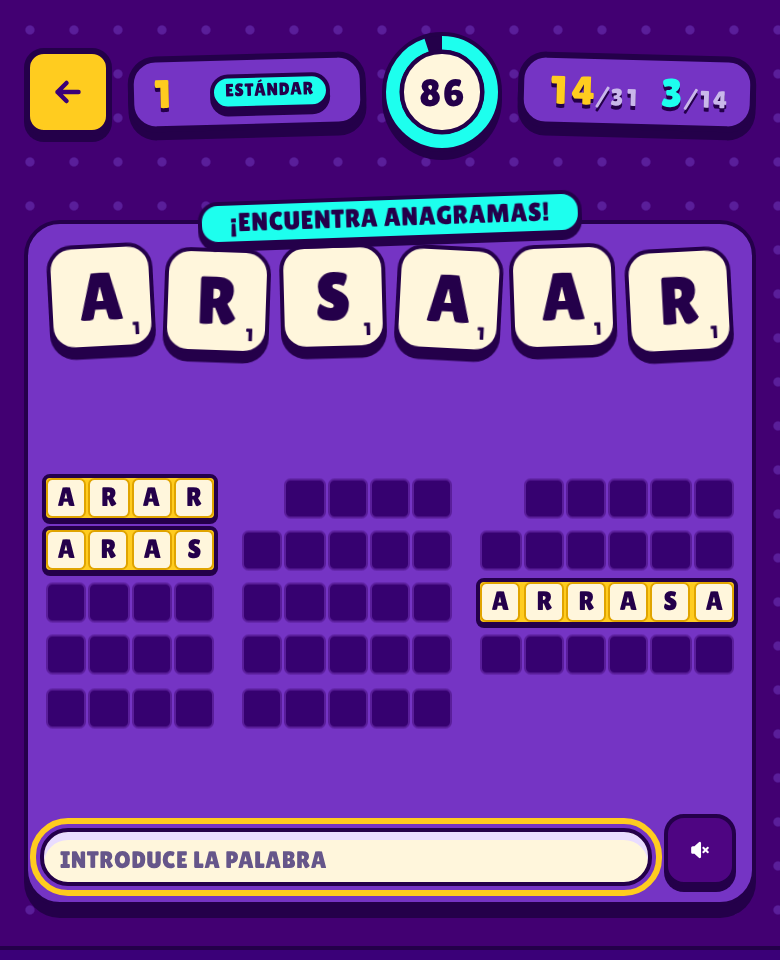 1 ESTÁNDAR 86 14/31 3/14
¡ENCUENTRA ANAGRAMAS!
A1 R1 S1 A1 A1 R1
ARAR
ARAS
ARRASA
INTRODUCE LA PALABRA